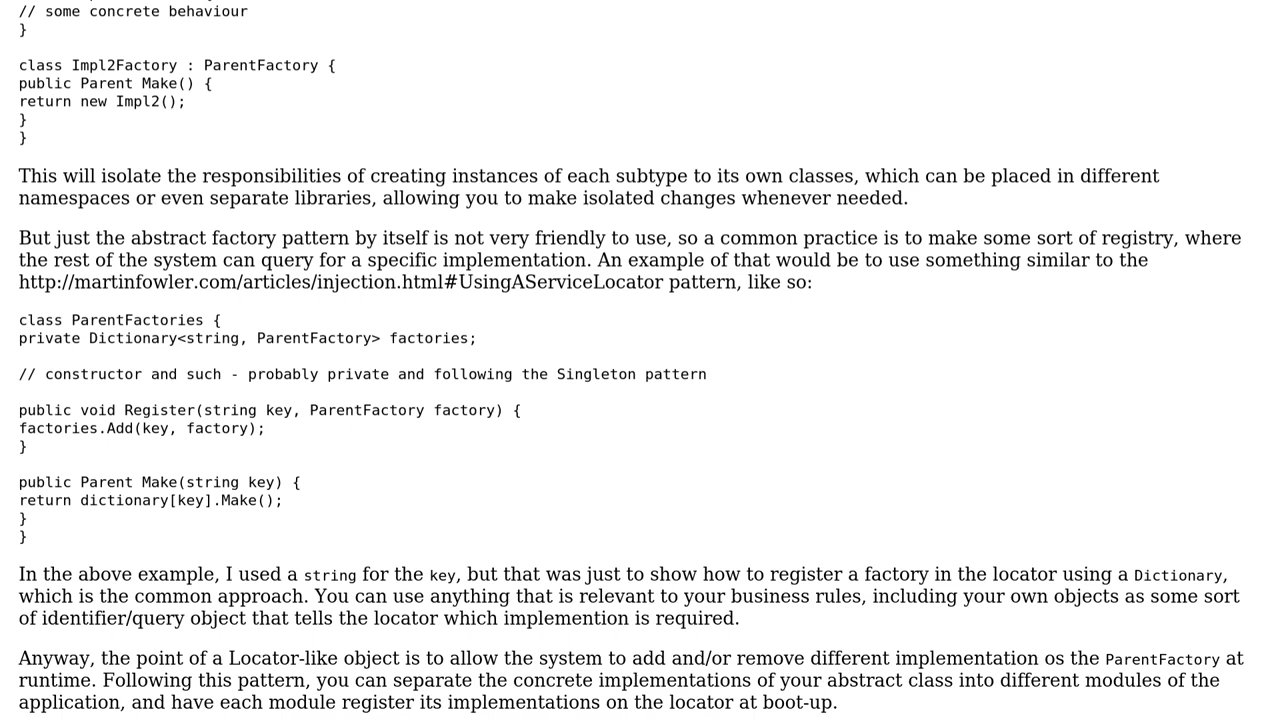 // some concrete behaviour
}
class Impl2Factory : ParentFactory {
public Parent Make() {
return new Impl2();
}
}
This will isolate the responsibilities of creating instances of each subtype to its own classes, which can be placed in different
namespaces or even separate libraries, allowing you to make isolated changes whenever needed.
But just the abstract factory pattern by itself is not very friendly to use, so a common practice is to make some sort of registry, where
the rest of the system can query for a specific implementation. An example of that would be to use something similar to the
http://martinfowler.com/articles/injection.html#UsingAServiceLocator pattern, like so:
class ParentFactories {
private Dictionary<string, ParentFactory> factories;
// constructor and such - probably private and following the Singleton pattern
public void Register(string key, ParentFactory factory) {
factories.Add(key, factory);
}
public Parent Make(string key) {
return dictionary[key].Make();
}
}
In the above example, I used a string for the key, but that was just to show how to register a factory in the locator using a Dictionary,
which is the common approach. You can use anything that is relevant to your business rules, including your own objects as some sort
of identifier/query object that tells the locator which implemention is required.
Anyway, the point of a Locator-like object is to allow the system to add and/or remove different implementation os the ParentFactory at
runtime. Following this pattern, you can separate the concrete implementations of your abstract class into different modules of the
application, and have each module register its implementations on the locator at boot-up.